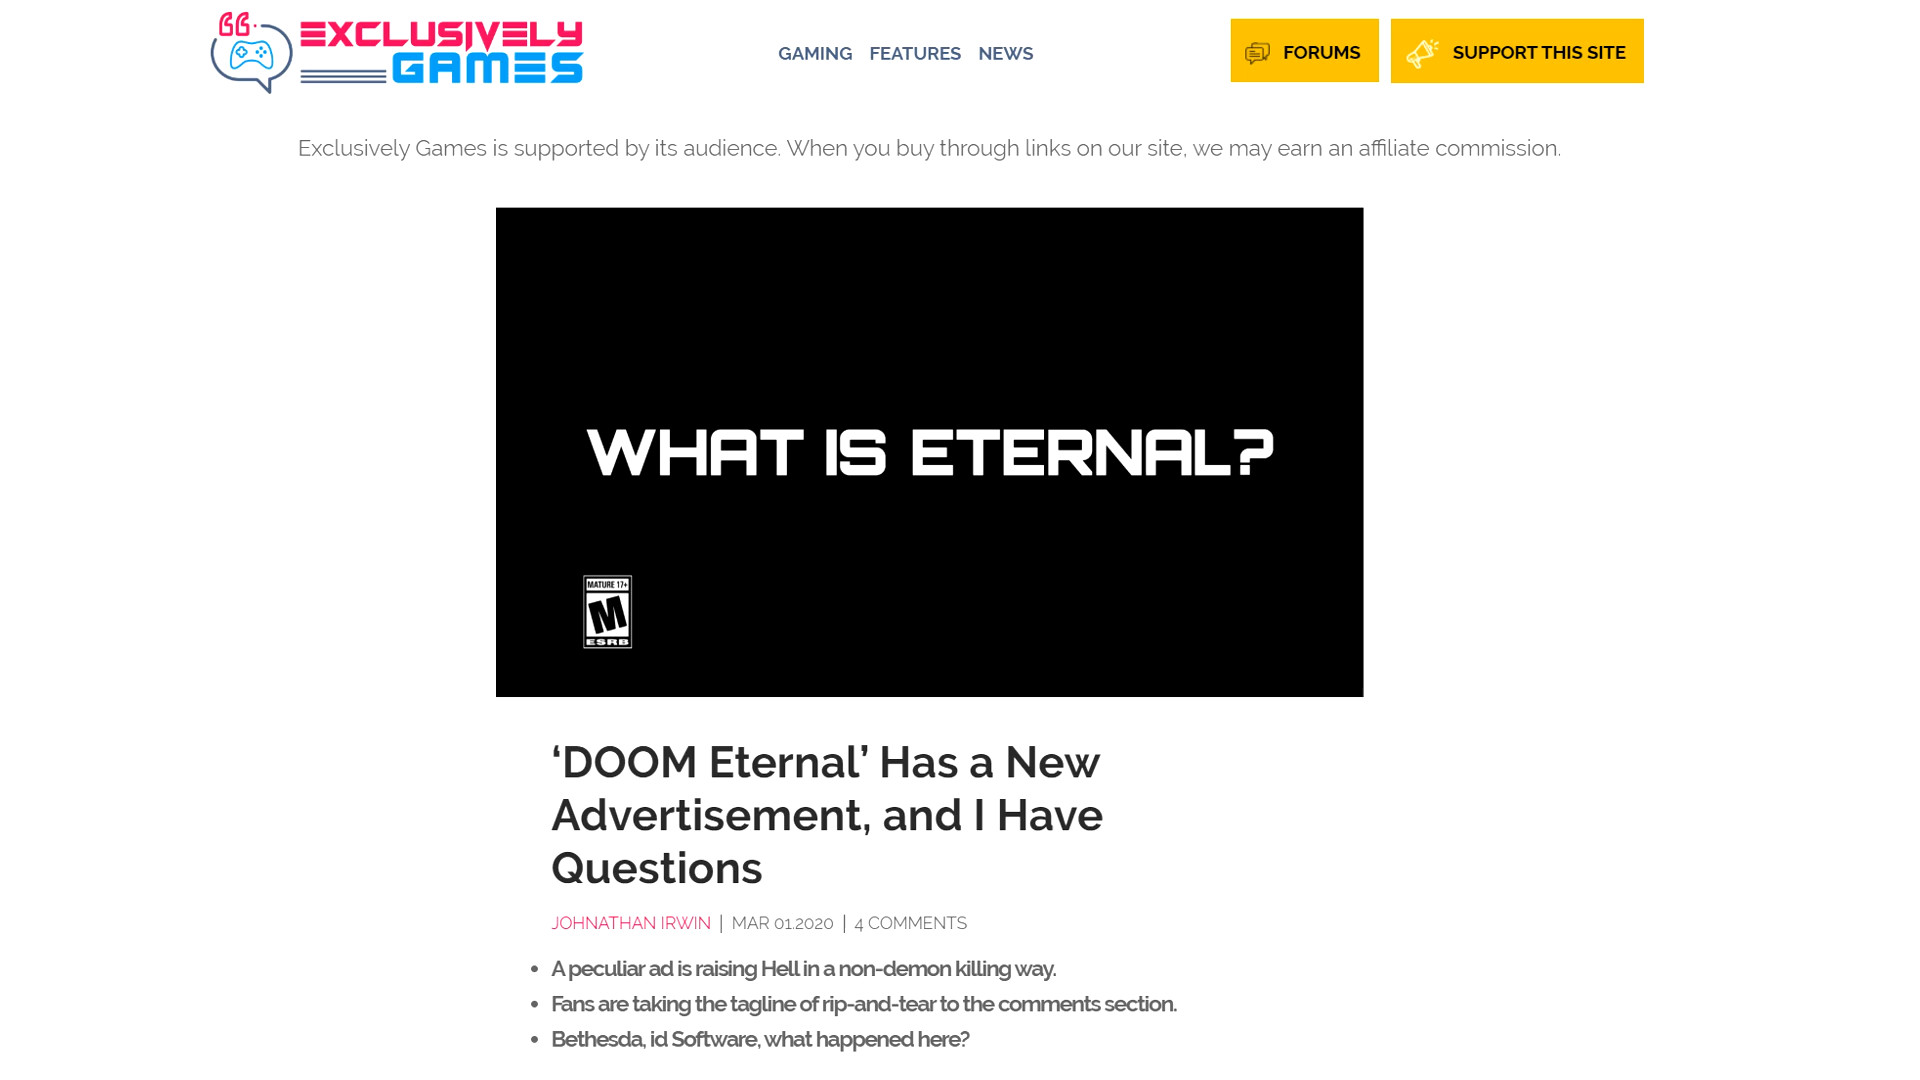 EXCLUSIVELY
GAMES
GAMING FEATURES NEWS
FORUMS
SUPPORT THIS SITE
Exclusively Games is supported by its audience. When you buy through links on our site, we may earn an affiliate commission.
WHAT IS ETERNAL?
MATURE 17+
M
ESRB
‘DOOM Eternal’ Has a New
Advertisement, and I Have
Questions
JOHNATHAN IRWIN | MAR 01.2020 | 4 COMMENTS
• A peculiar ad is raising Hell in a non-demon killing way.
• Fans are taking the tagline of rip-and-tear to the comments section.
• Bethesda, id Software, what happened here?